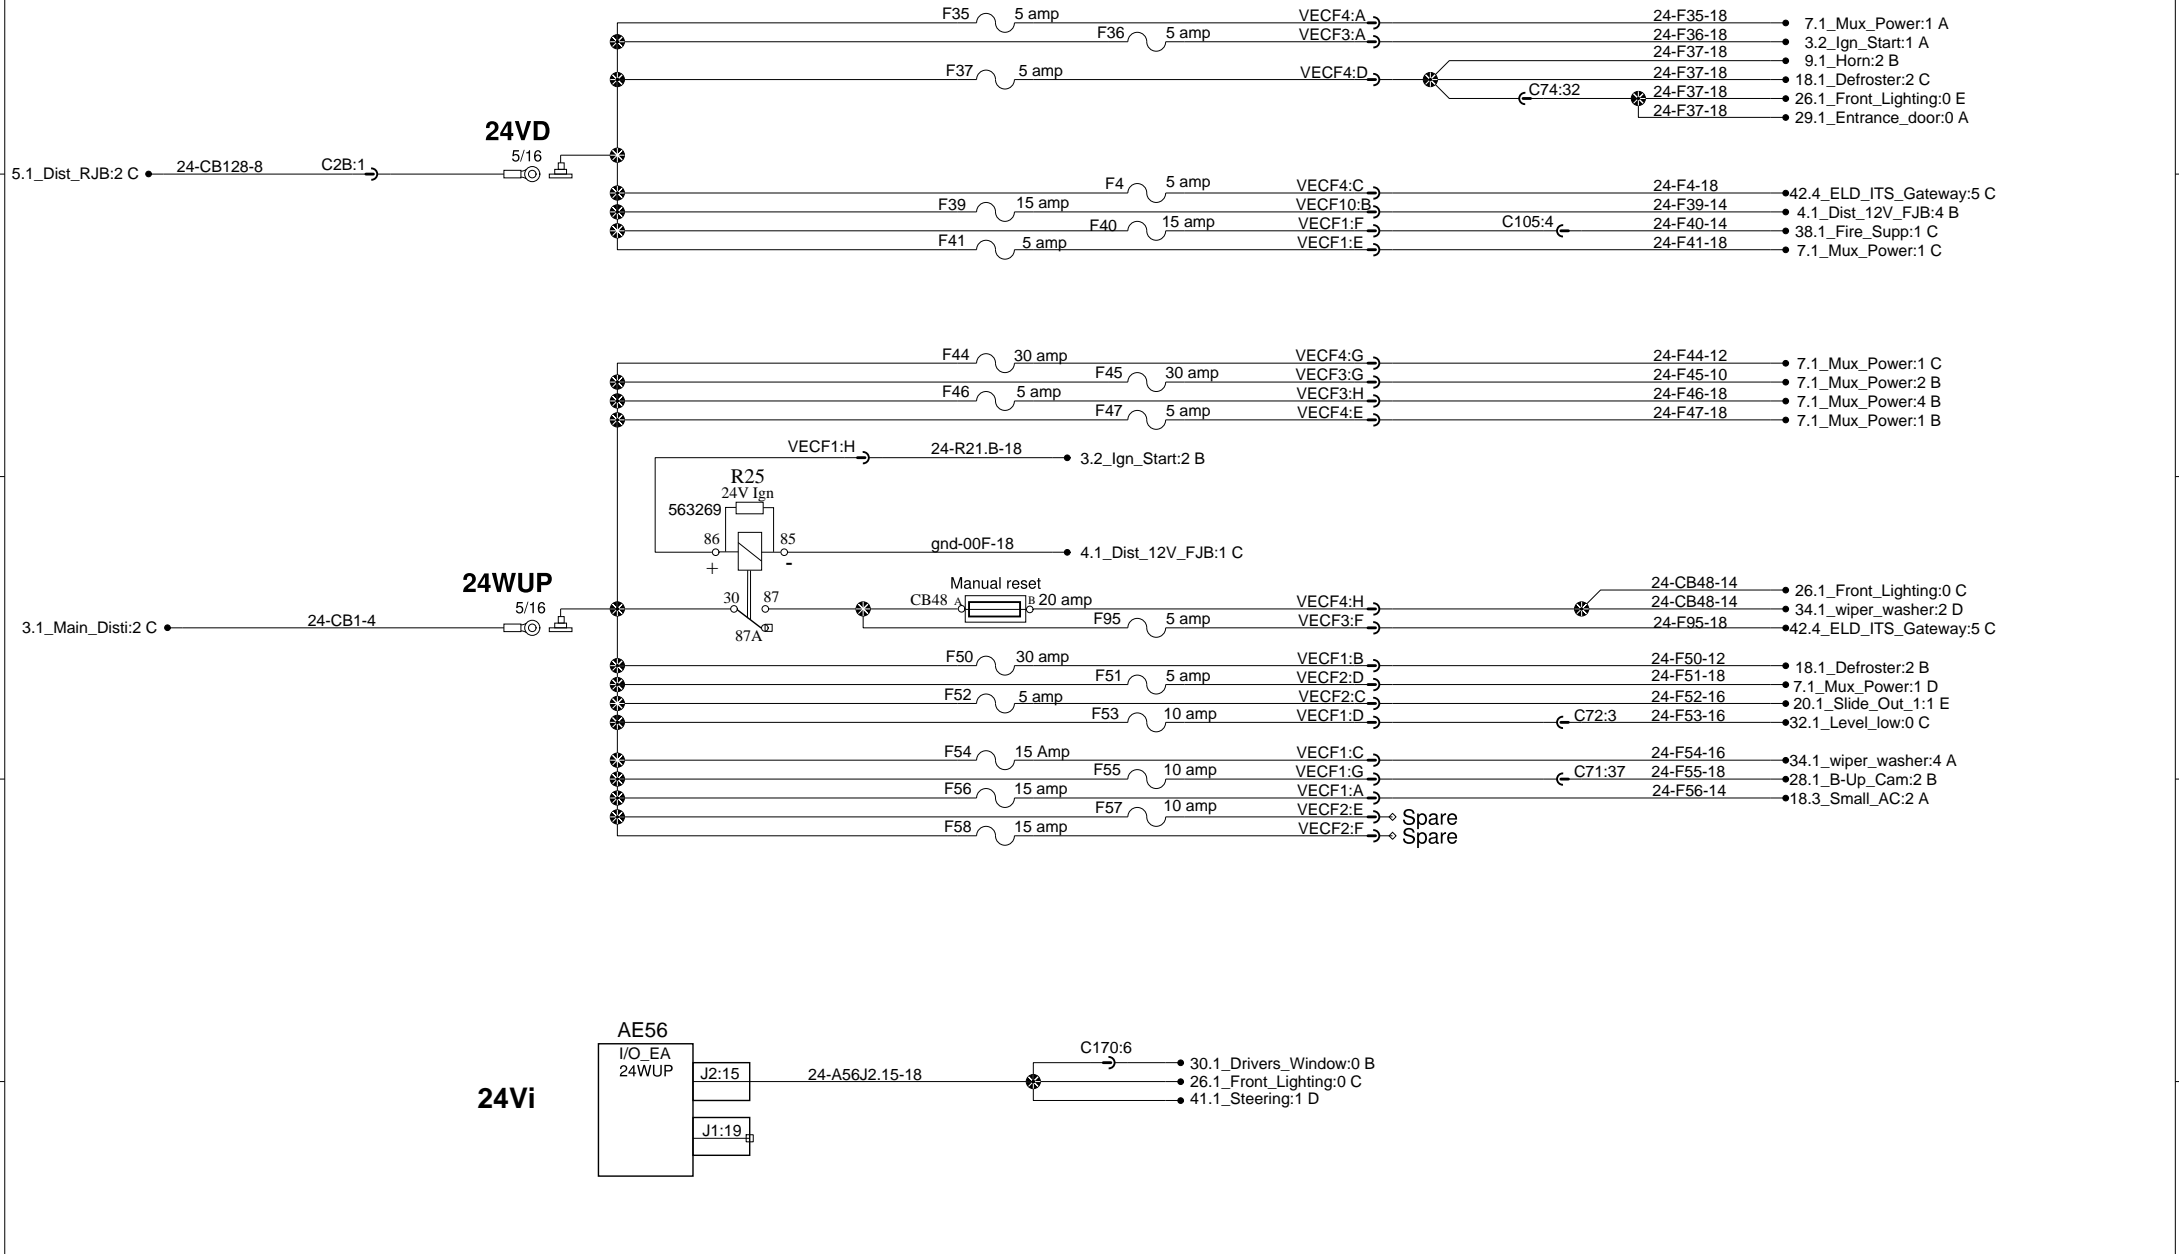 F35 5 amp VECF4:A 24-F35-18 7.1_Mux_Power:1 A
F36 5 amp VECF3:A 24-F36-18 3.2_Ign_Start:1 A
24-F37-18 9.1_Horn:2 B
F37 5 amp VECF4:D 24-F37-18 18.1_Defroster:2 C
C74:32 24-F37-18 26.1_Front_Lighting:0 E
24-F37-18 29.1_Entrance_door:0 A
24VD
5/16
5.1_Dist_RJB:2 C 24-CB128-8 C2B:1
F4 5 amp VECF4:C 24-F4-18 42.4_ELD_ITS_Gateway:5 C
F39 15 amp VECF10:B 24-F39-14 4.1_Dist_12V_FJB:4 B
F40 15 amp VECF1:F C105:4 24-F40-14 38.1_Fire_Supp:1 C
F41 5 amp VECF1:E 24-F41-18 7.1_Mux_Power:1 C
F44 30 amp VECF4:G 24-F44-12 7.1_Mux_Power:1 C
F45 30 amp VECF3:G 24-F45-10 7.1_Mux_Power:2 B
F46 5 amp VECF3:H 24-F46-18 7.1_Mux_Power:4 B
F47 5 amp VECF4:E 24-F47-18 7.1_Mux_Power:1 B
VECF1:H 24-R21.B-18 3.2_Ign_Start:2 B
R25
24V Ign
563269
86 85 gnd-00F-18 4.1_Dist_12V_FJB:1 C
+ -
24WUP
5/16
3.1_Main_Disti:2 C 24-CB1-4
Manual reset
24-CB48-14 26.1_Front_Lighting:0 C
30 87 CB48 A B 20 amp VECF4:H 24-CB48-14 34.1_wiper_washer:2 D
87A F95 5 amp VECF3:F 24-F95-18 42.4_ELD_ITS_Gateway:5 C
F50 30 amp VECF1:B 24-F50-12 18.1_Defroster:2 B
F51 5 amp VECF2:D 24-F51-18 7.1_Mux_Power:1 D
F52 5 amp VECF2:C 24-F52-16 20.1_Slide_Out_1:1 E
F53 10 amp VECF1:D C72:3 24-F53-16 32.1_Level_low:0 C
F54 15 Amp VECF1:C 24-F54-16 34.1_wiper_washer:4 A
F55 10 amp VECF1:G C71:37 24-F55-18 28.1_B-Up_Cam:2 B
F56 15 amp VECF1:A 24-F56-14 18.3_Small_AC:2 A
F57 10 amp VECF2:E Spare
F58 15 amp VECF2:F Spare
24Vi
AE56
I/O_EA
24WUP
J2:15 24-A56J2.15-18
C170:6 30.1_Drivers_Window:0 B
26.1_Front_Lighting:0 C
41.1_Steering:1 D
J1:19